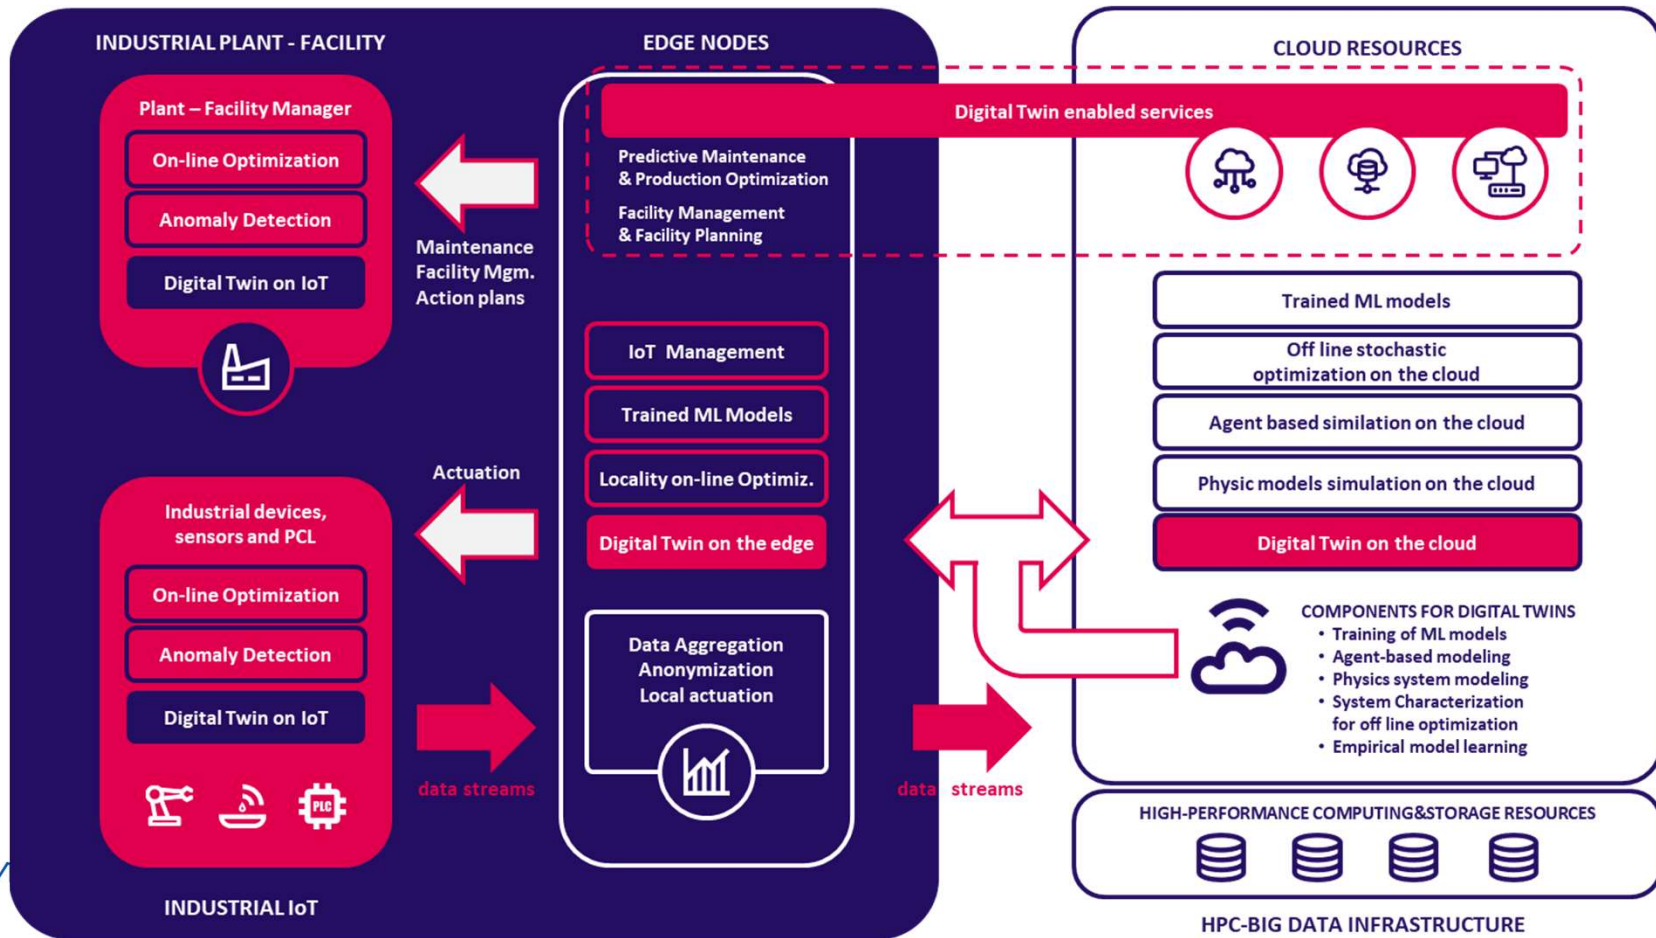 INDUSTRIAL PLANT - FACILITY
Plant – Facility Manager
On-line Optimization
Anomaly Detection
Digital Twin on IoT
Maintenance
Facility Mgm.
Action plans
Actuation
Industrial devices,
sensors and PCL
On-line Optimization
Anomaly Detection
Digital Twin on IoT
PLC
data streams
INDUSTRIAL IoT
EDGE NODES
Digital Twin enabled services
Predictive Maintenance
& Production Optimization
Facility Management
& Facility Planning
IoT Management
Trained ML Models
Locality on-line Optimiz.
Digital Twin on the edge
Data Aggregation
Anonymization
Local actuation
data streams
CLOUD RESOURCES
Trained ML models
Off line stochastic
optimization on the cloud
Agent based similation on the cloud
Physic models simulation on the cloud
Digital Twin on the cloud
COMPONENTS FOR DIGITAL TWINS
• Training of ML models
• Agent-based modeling
• Physics system modeling
• System Characterization
for off line optimization
• Empirical model learning
HIGH-PERFORMANCE COMPUTING&STORAGE RESOURCES
HPC-BIG DATA INFRASTRUCTURE